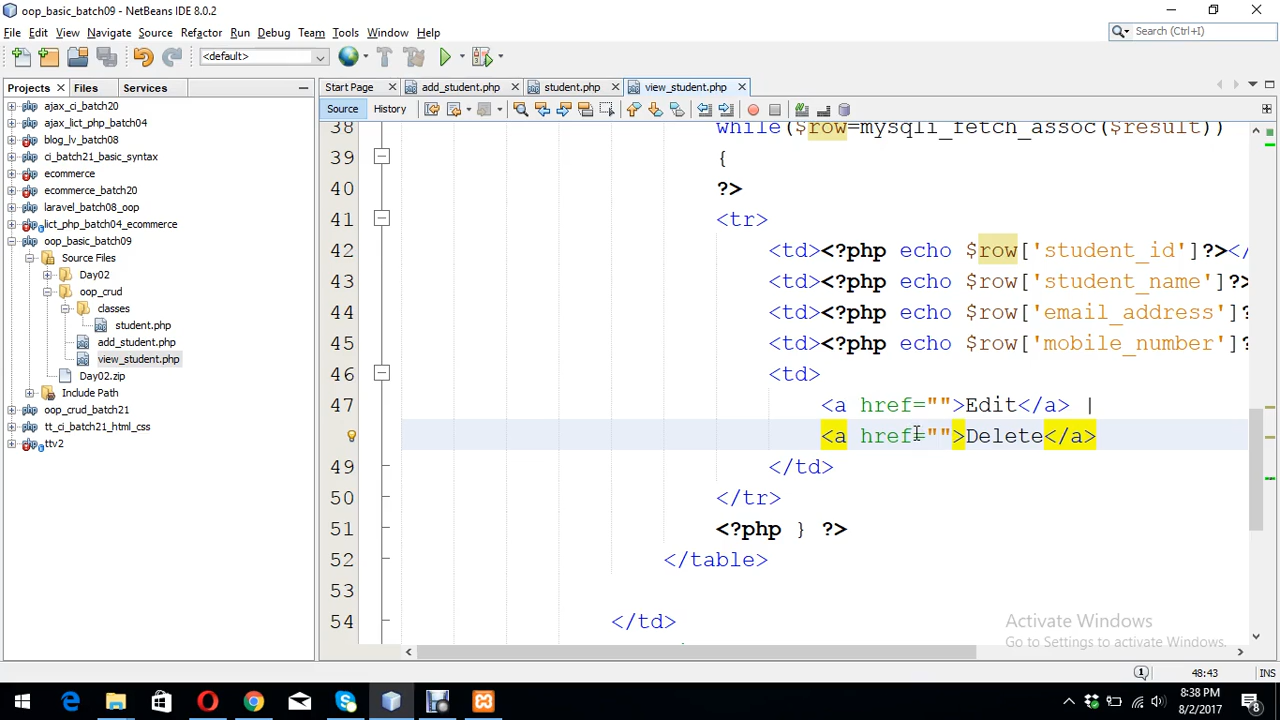 oop_basic_batch09 - NetBeans IDE 8.0.2
File Edit View Navigate Source Refactor Run Debug Team Tools Window Help
Search (Ctrl+I)
<default>
Projects Files Services
Start Page add_student.php student.php view_student.php
Source History
ajax_ci_batch20
ajax_lict_php_batch04
blog_lv_batch08
ci_batch21_basic_syntax
ecommerce
ecommerce_batch20
laravel_batch08_oop
lict_php_batch04_ecommerce
oop_basic_batch09
Source Files
Day02
oop_crud
classes
student.php
add_student.php
view_student.php
Day02.zip
Include Path
oop_crud_batch21
tt_ci_batch21_html_css
ttv2
38 while($row=mysqli_fetch_assoc($result))
39 {
40 ?>
41 <tr>
42 <td><?php echo $row['student_id']?></
43 <td><?php echo $row['student_name']?>
44 <td><?php echo $row['email_address']?
45 <td><?php echo $row['mobile_number']?
46 <td>
47 <a href="">Edit</a> |
<a href="">Delete</a>
49 </td>
50 </tr>
51 <?php } ?>
52 </table>
53
54 </td>
Activate Windows
Go to Settings to activate Windows.
1 48:43 INS
8:38 PM
8/2/2017
8